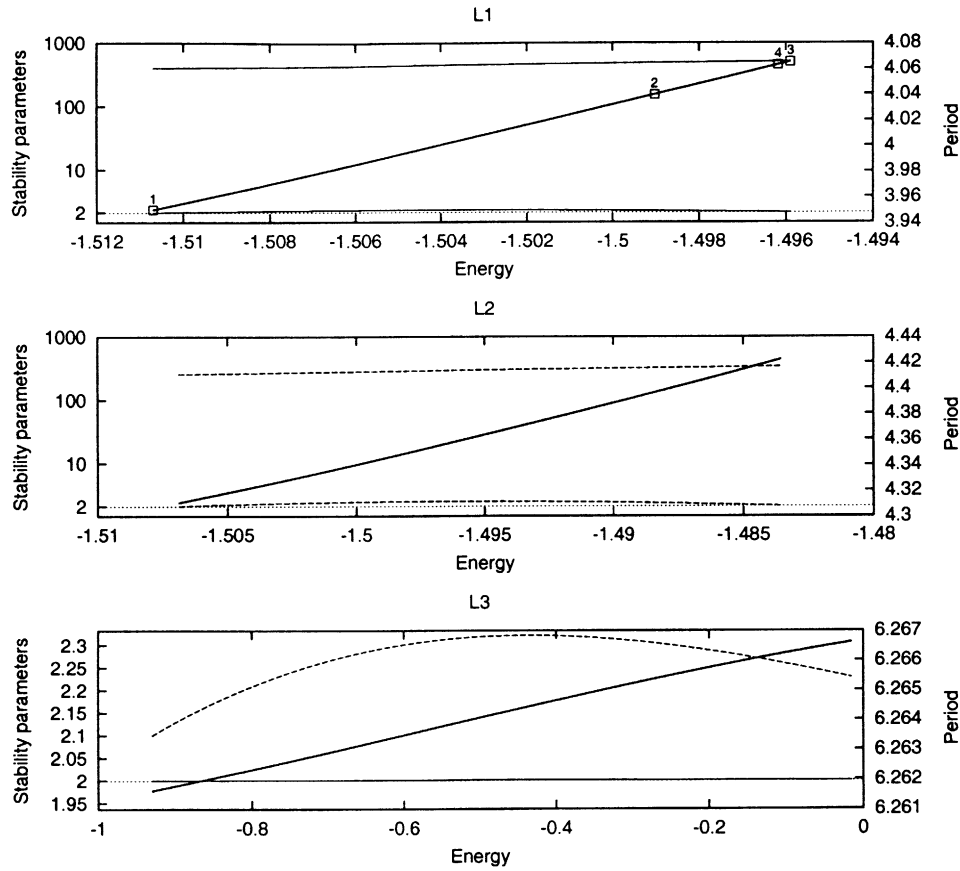 L1
Stability parameters
1000
100
10
2
1
2
4
3
4.08
4.06
4.04
4.02
4
3.98
3.96
3.94
Period
-1.512 -1.51 -1.508 -1.506 -1.504 -1.502 -1.5 -1.498 -1.496 -1.494
Energy
L2
Stability parameters
1000
100
10
2
4.44
4.42
4.4
4.38
4.36
4.34
4.32
4.3
Period
-1.51 -1.505 -1.5 -1.495 -1.49 -1.485 -1.48
Energy
L3
Stability parameters
2.3
2.25
2.2
2.15
2.1
2.05
2
1.95
6.267
6.266
6.265
6.264
6.263
6.262
6.261
Period
-1 -0.8 -0.6 -0.4 -0.2 0
Energy